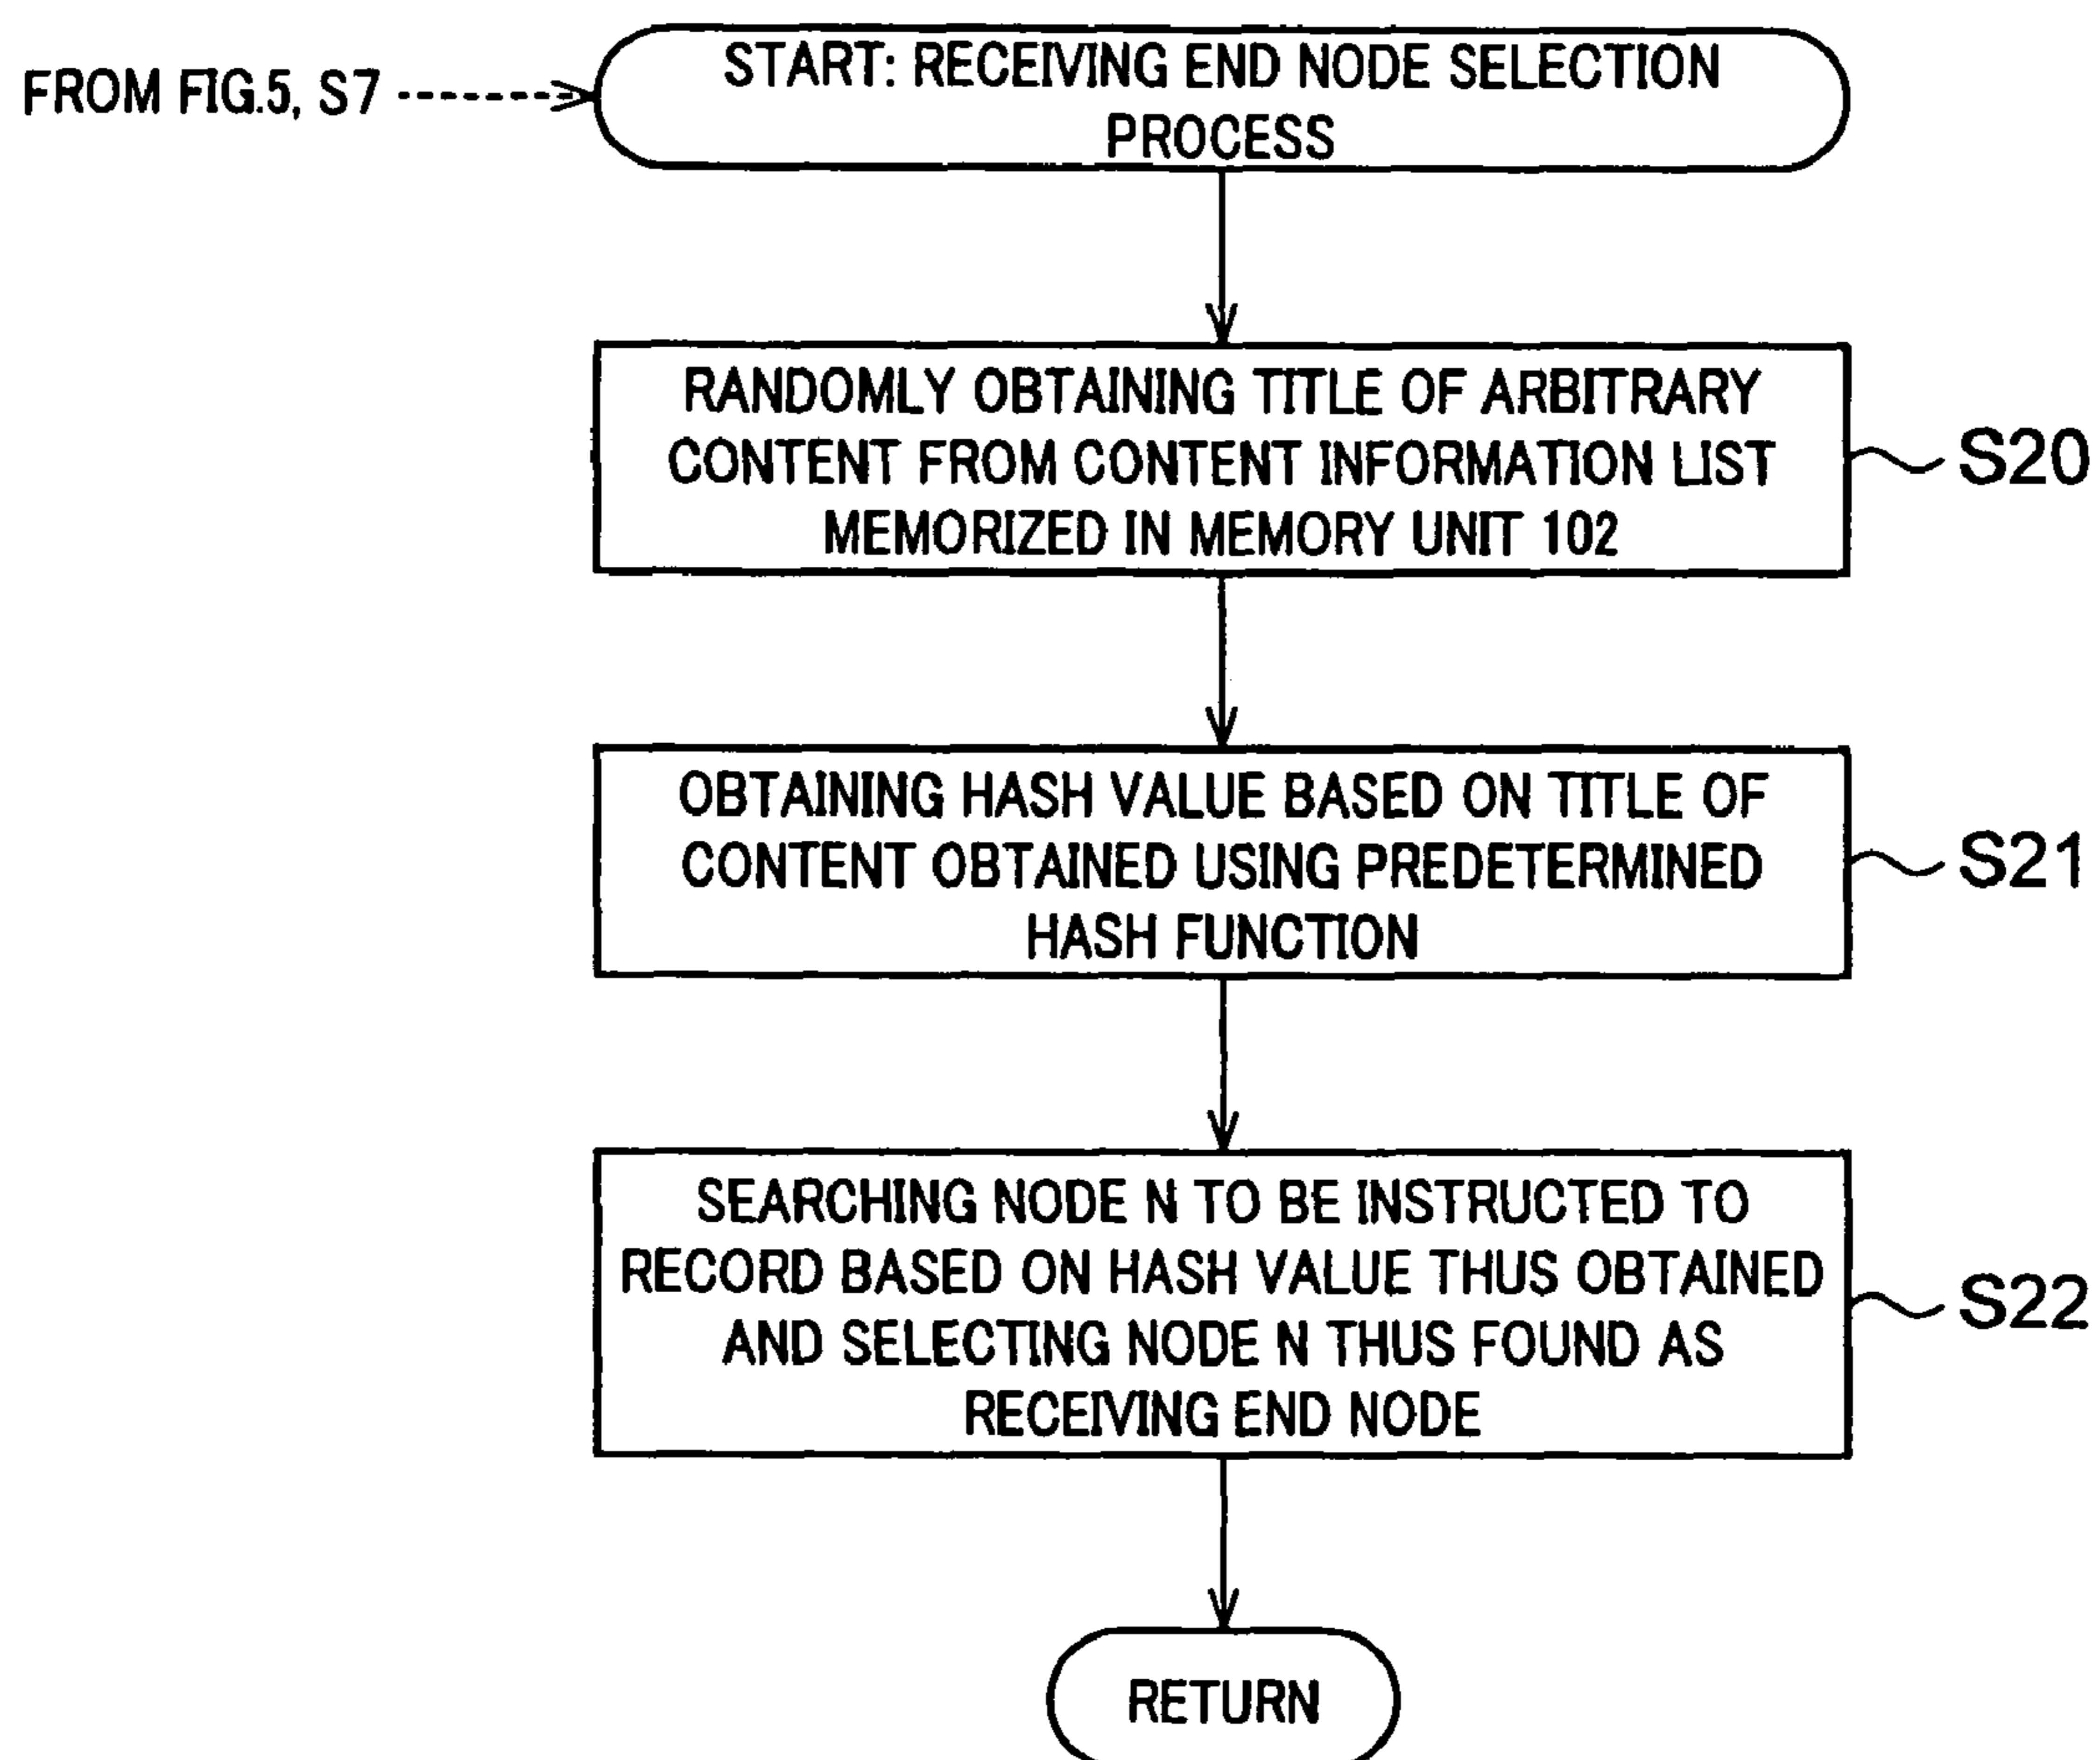 START: RECEIVING END NODE SELECTION
PROCESS
FROM FIG.5, S7
RANDOMLY OBTAINING TITLE OF ARBITRARY
CONTENT FROM CONTENT INFORMATION LIST
MEMORIZED IN MEMORY UNIT 102
S20
OBTAINING HASH VALUE BASED ON TITLE OF
CONTENT OBTAINED USING PREDETERMINED
HASH FUNCTION
S21
SEARCHING NODE N TO BE INSTRUCTED TO
RECORD BASED ON HASH VALUE THUS OBTAINED
AND SELECTING NODE N THUS FOUND AS
RECEIVING END NODE
S22
RETURN